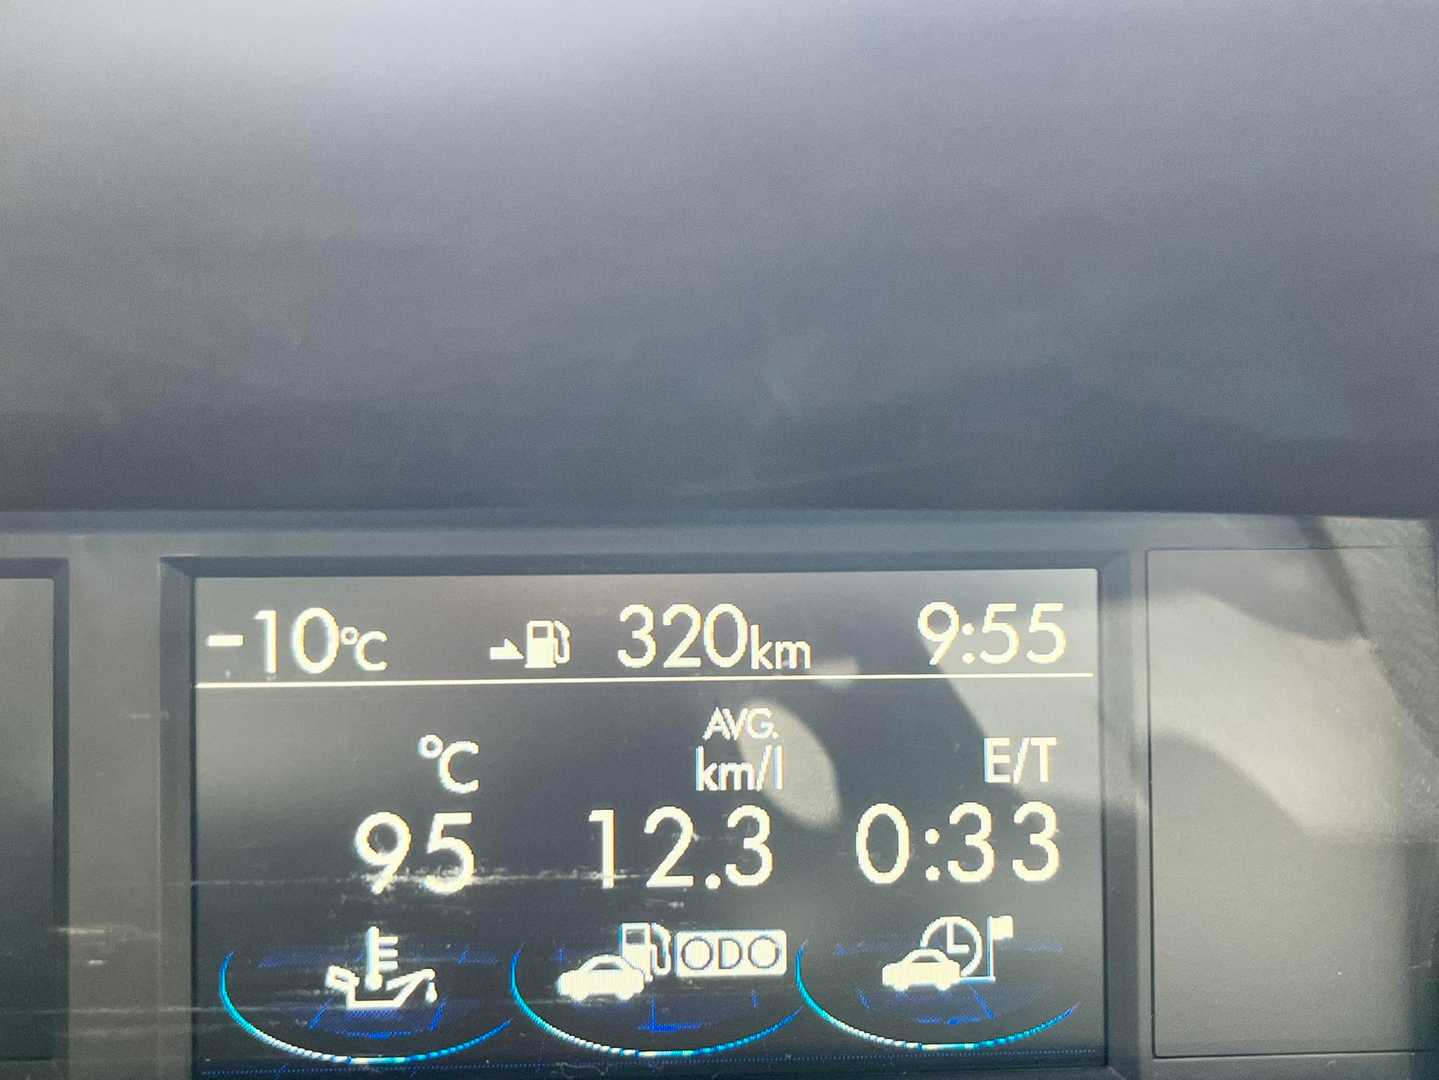 -10°C 320km 9:55
°C AVG. km/l E/T
95 12.3 0:33
ODO